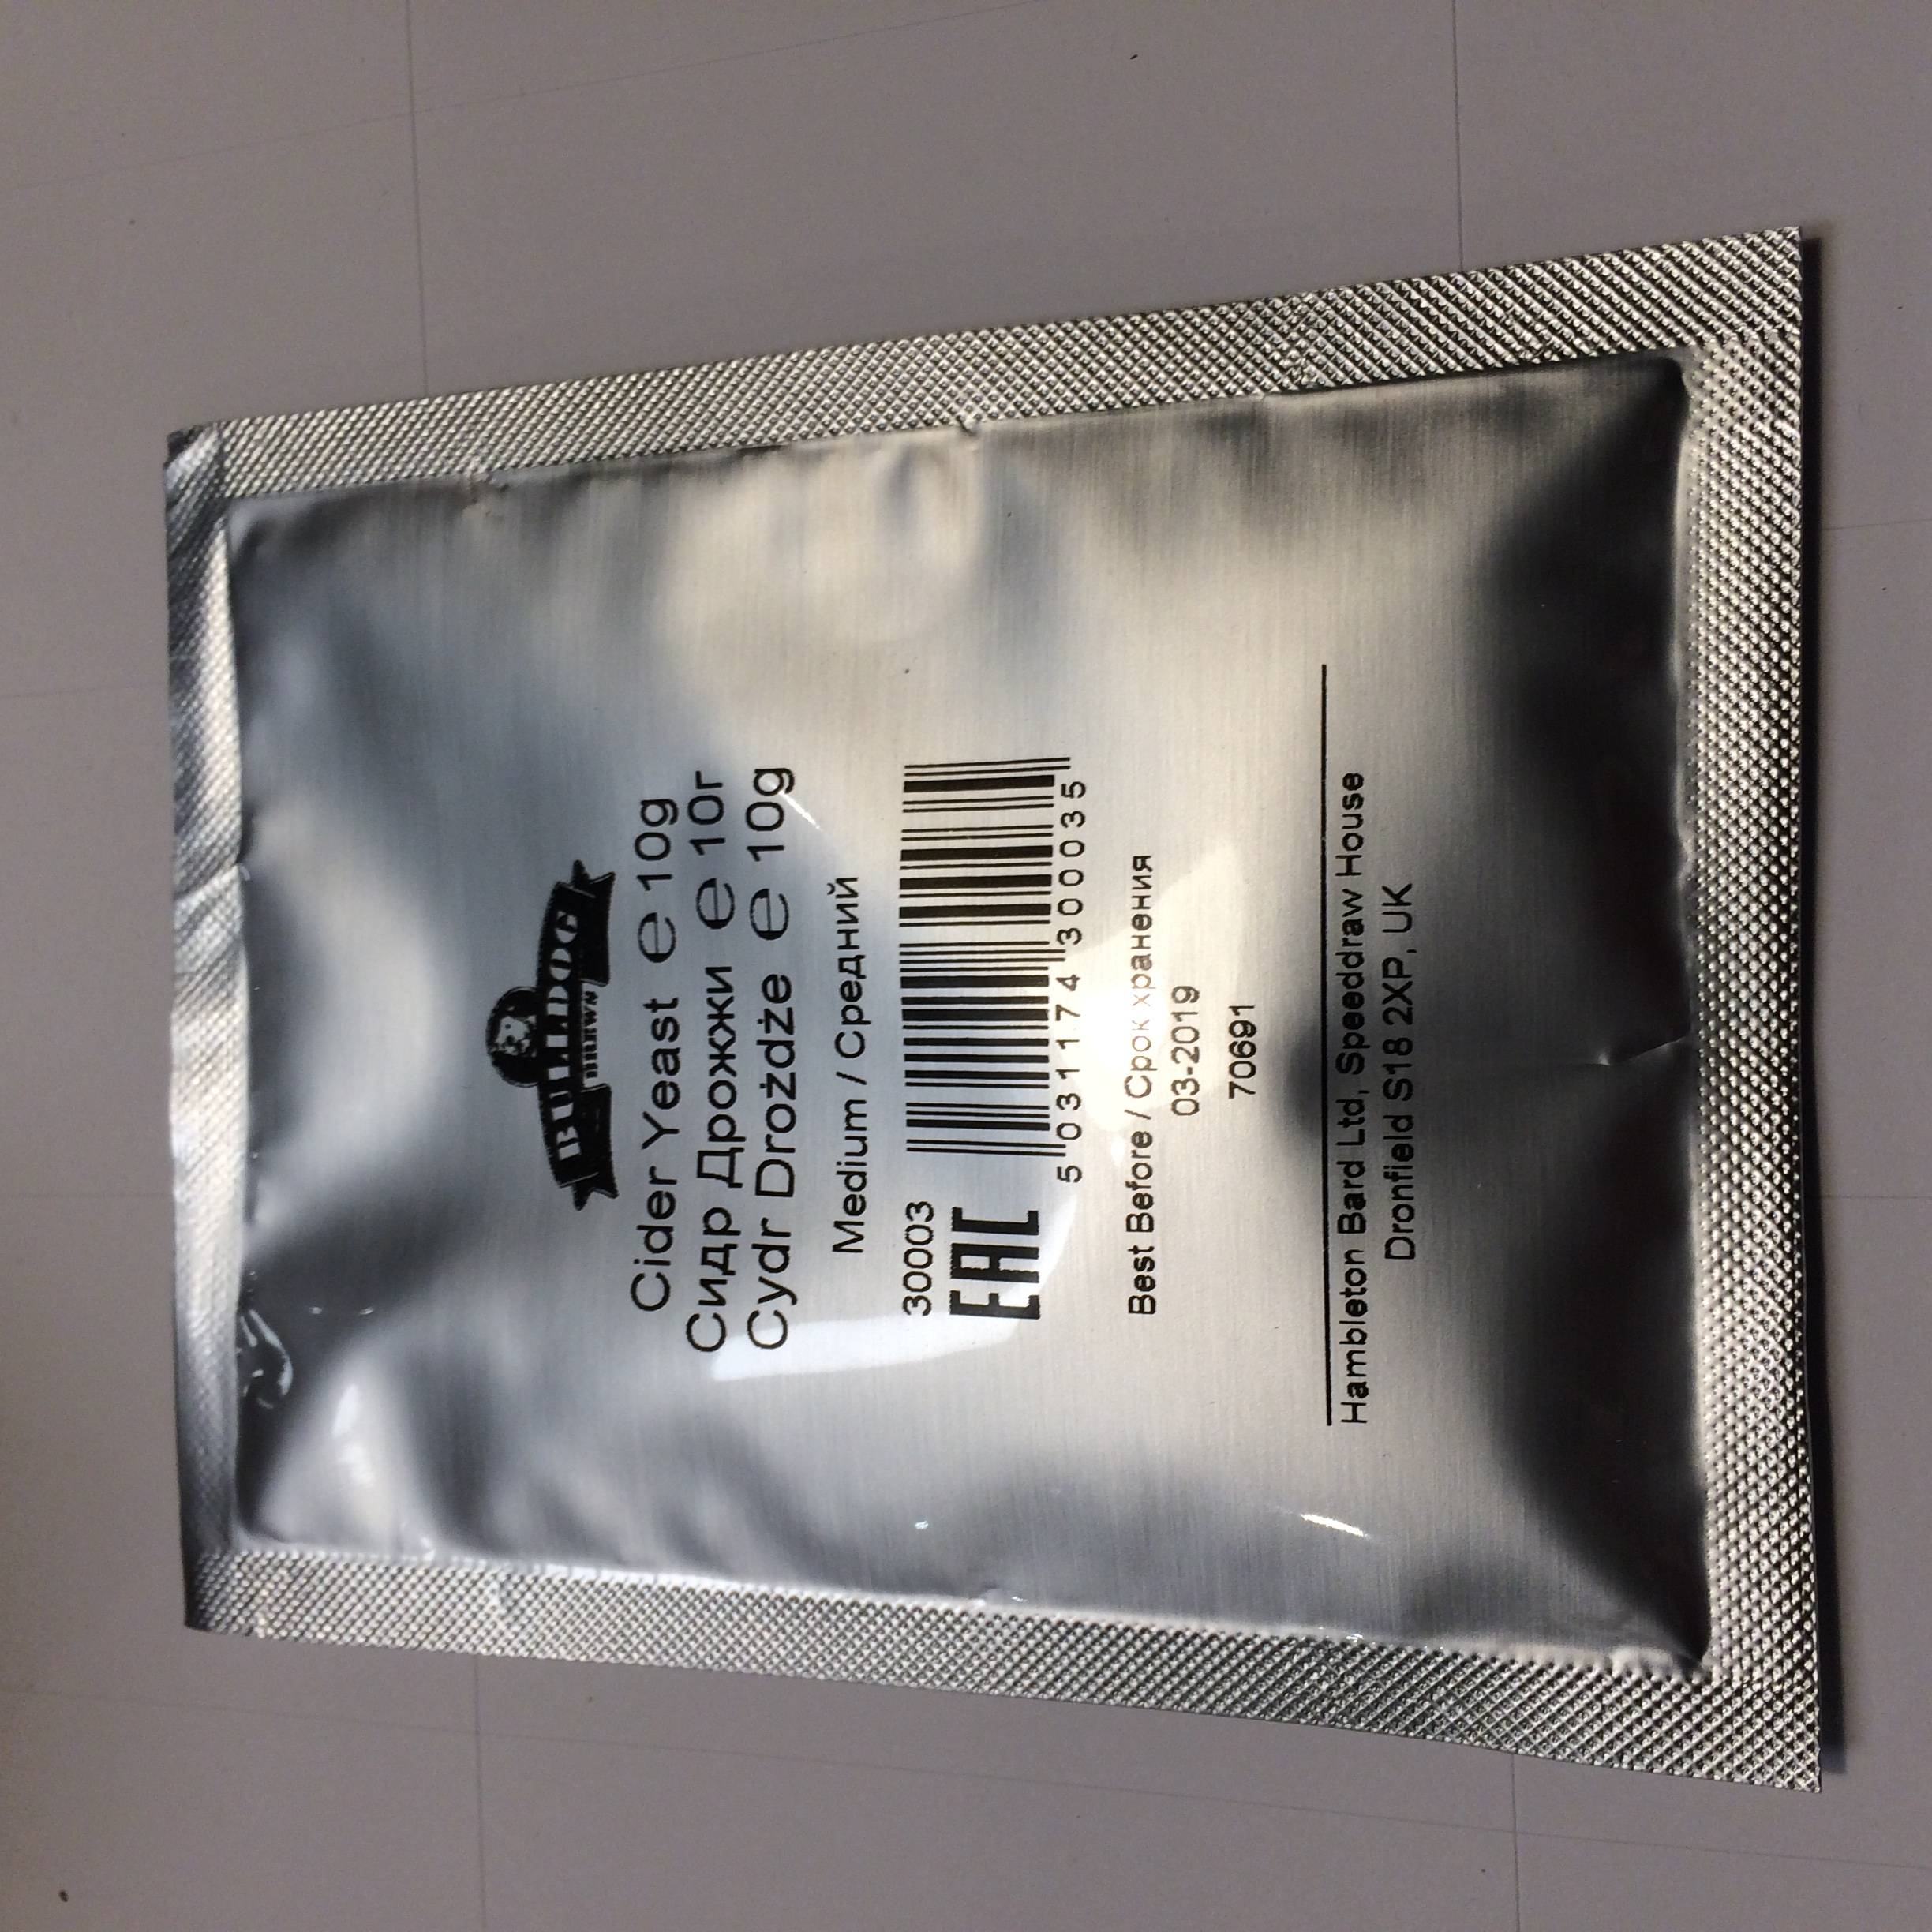 BULLDOG
BREWIN
Cider Yeast ℮ 10g
Сидр Дрожжи ℮ 10г
Cydr Drożdże ℮ 10g
Medium / Средний
30003
EAC
5 031174 300035
Best Before / Срок хранения
03-2019
70691
Hambleton Bard Ltd, Speeddraw House
Dronfield S18 2XP, UK